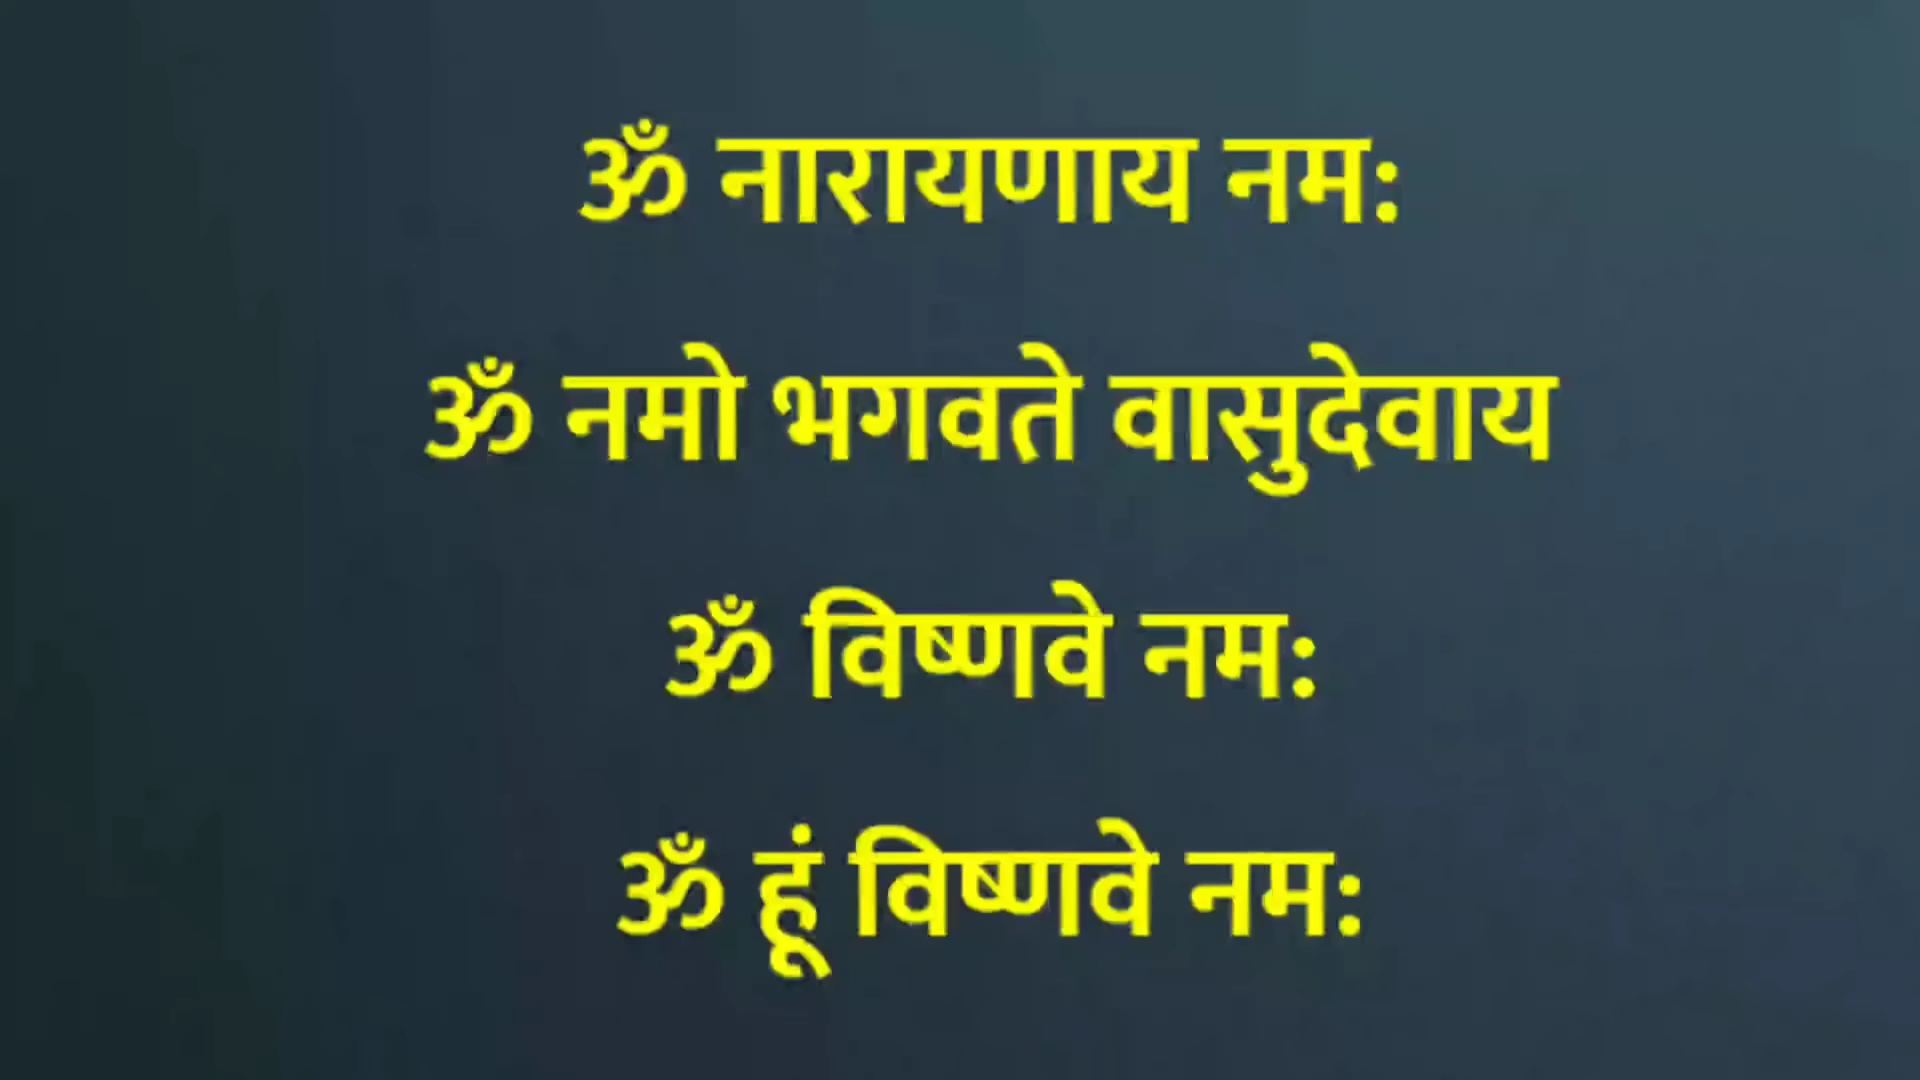 ॐ नारायणाय नम:
ॐ नमो भगवते वासुदेवाय
ॐ विष्णवे नम:
ॐ हूं विष्णवे नम: